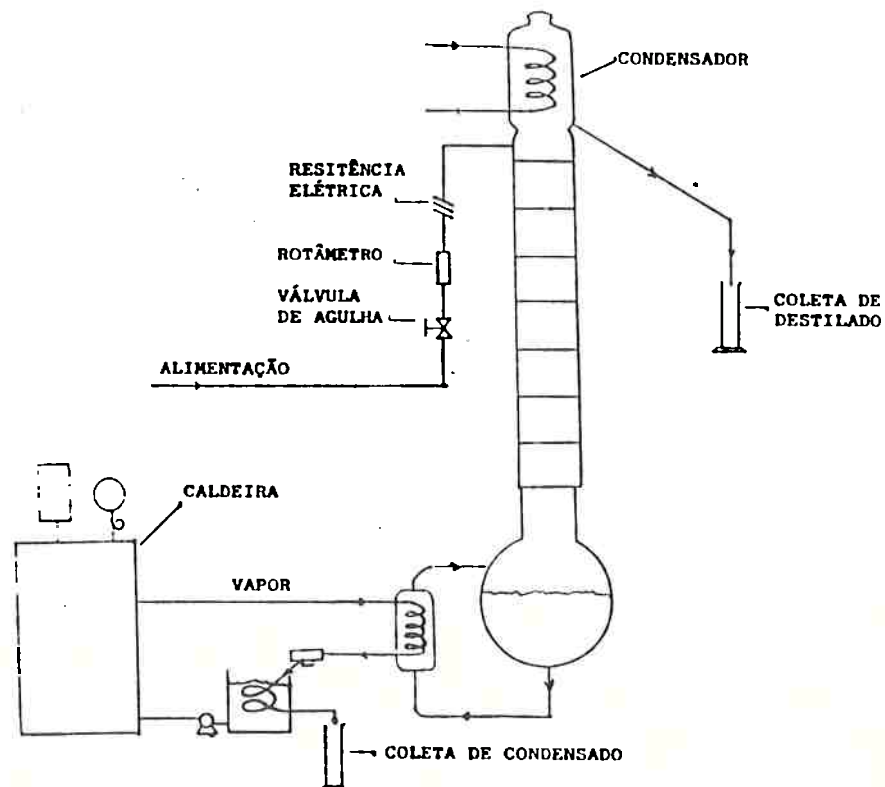 CONDENSADOR
RESITÊNCIA
ELÉTRICA
ROTÂMETRO
VÁLVULA
DE AGULHA
COLETA DE
DESTILADO
ALIMENTAÇÃO
CALDEIRA
VAPOR
COLETA DE CONDENSADO